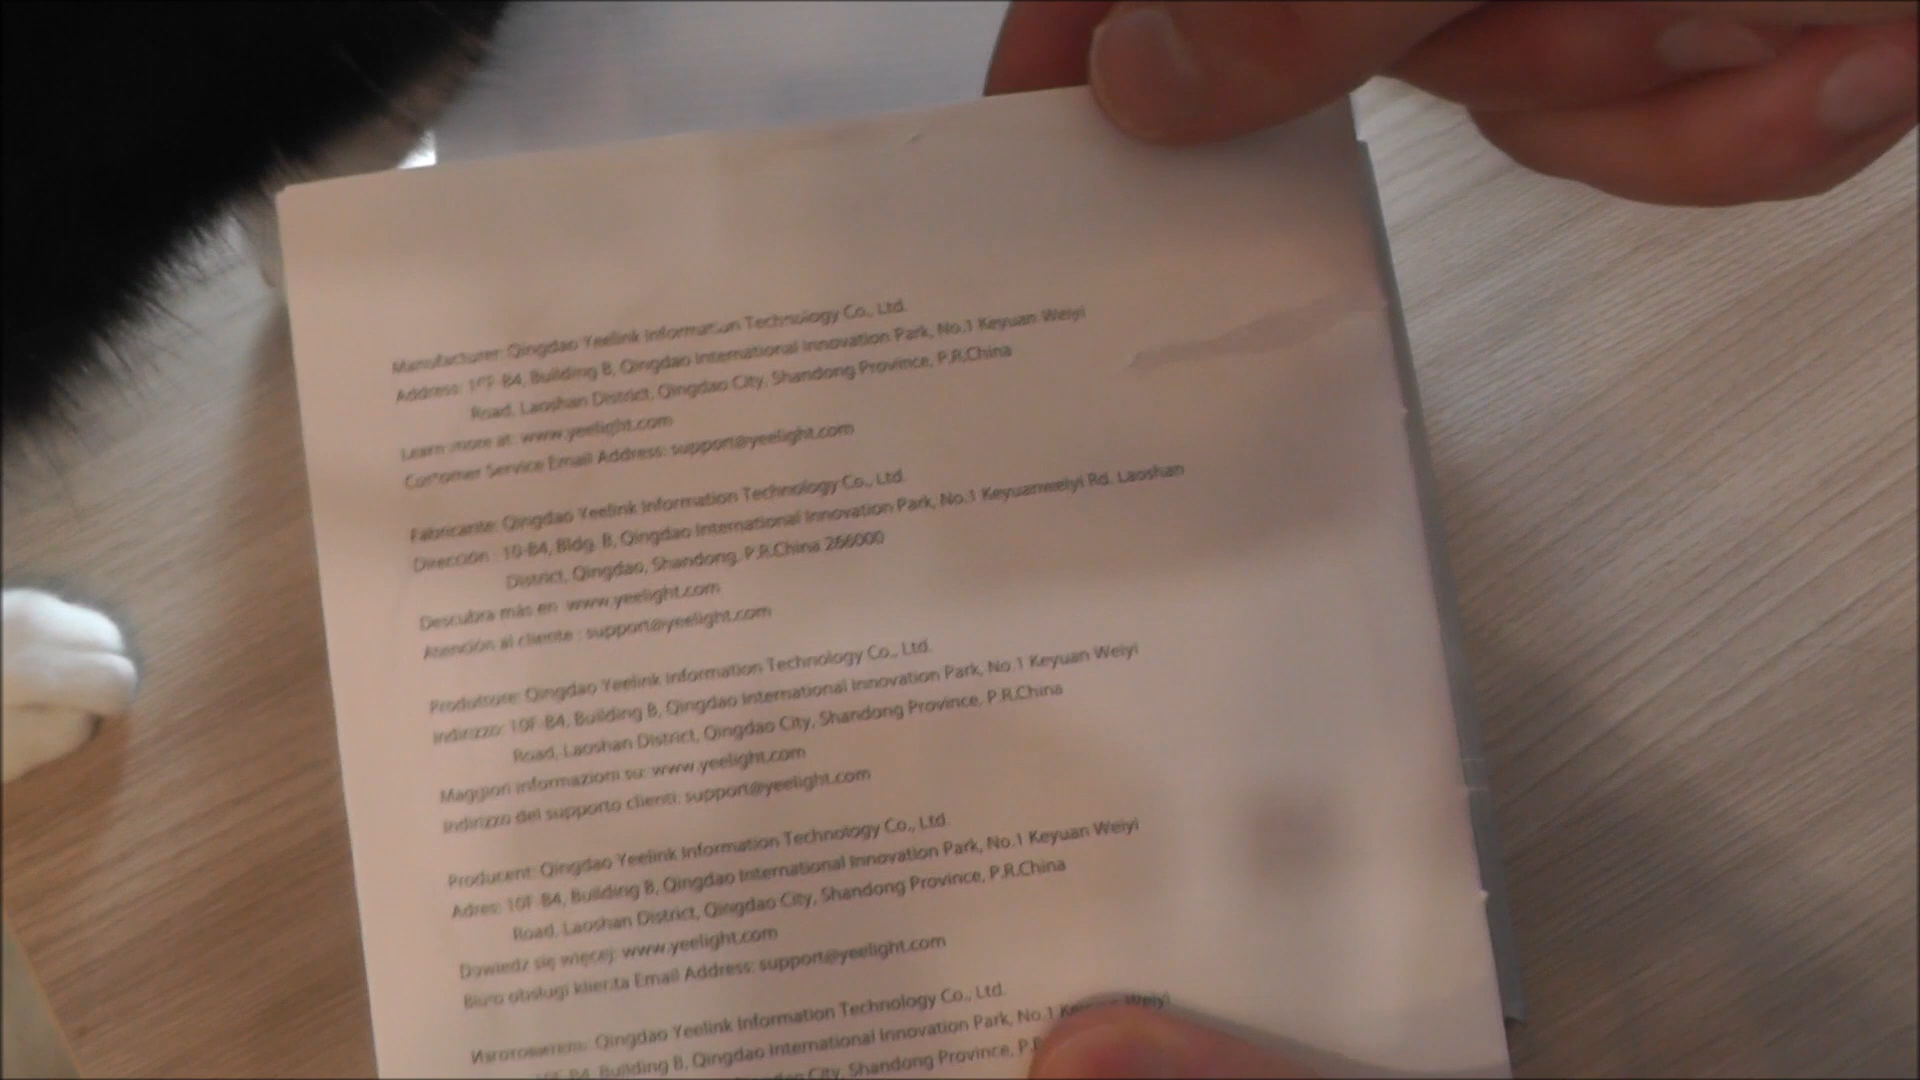 Manufacturer: Qingdao Yeelink Information Technology Co., Ltd.
Address: 10F-B4, Building B, Qingdao International Innovation Park, No.1 Keyuan Weiyi
Road, Laoshan District, Qingdao City, Shandong Province, P.R.China
Learn more at: www.yeelight.com
Customer Service Email Address: support@yeelight.com
Fabricante: Qingdao Yeelink Information Technology Co., Ltd.
Dirección : 10-B4, Bldg. B, Qingdao International Innovation Park, No.1 Keyuanweiyi Rd. Laoshan
District, Qingdao, Shandong, P.R.China 266000
Descubra más en: www.yeelight.com
Atención al cliente : support@yeelight.com
Produttore: Qingdao Yeelink Information Technology Co., Ltd.
Indirizzo: 10F-B4, Building B, Qingdao International Innovation Park, No.1 Keyuan Weiyi
Road, Laoshan District, Qingdao City, Shandong Province, P.R.China
Maggiori informazioni su: www.yeelight.com
Indirizzo del supporto clienti: support@yeelight.com
Producent: Qingdao Yeelink Information Technology Co., Ltd.
Adres: 10F-B4, Building B, Qingdao International Innovation Park, No.1 Keyuan Weiyi
Road, Laoshan District, Qingdao City, Shandong Province, P.R.China
Dowiedz się więcej: www.yeelight.com
Biuro obsługi klienta Email Address: support@yeelight.com
Изготовитель: Qingdao Yeelink Information Technology Co., Ltd.
10F-B4, Building B, Qingdao International Innovation Park, No.1 Keyuan Weiyi
City, Shandong Province,